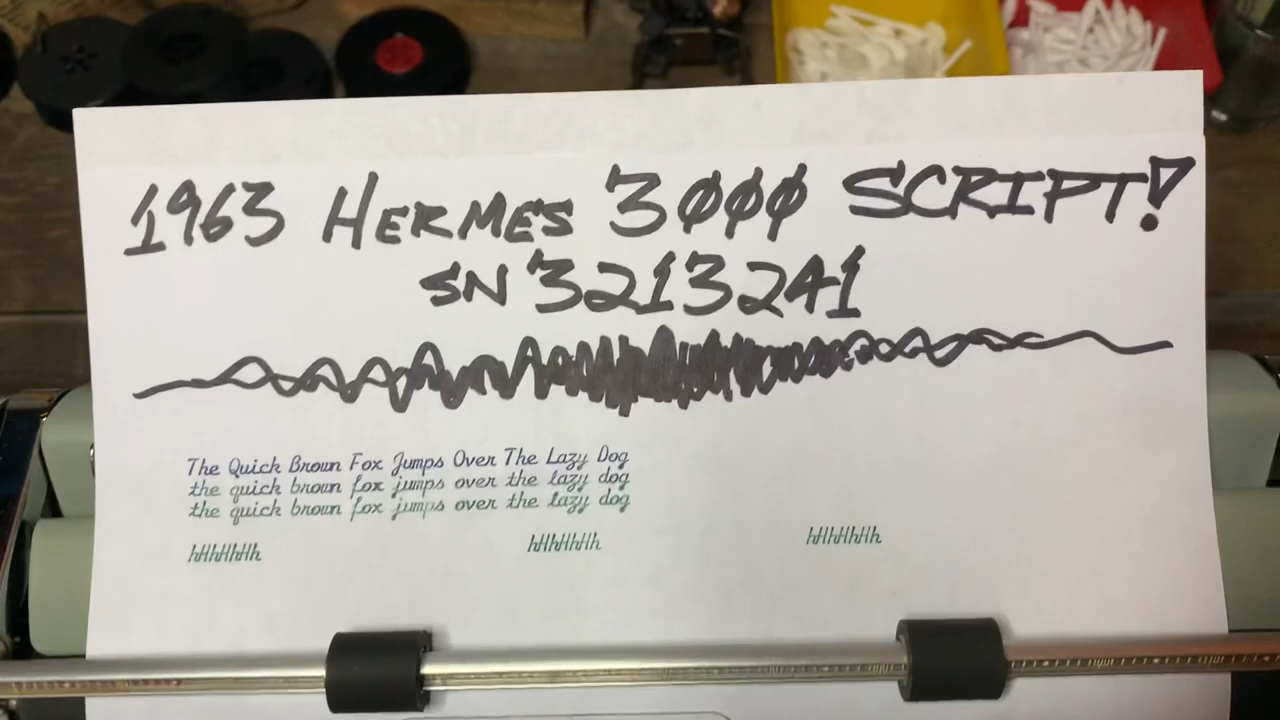 1963 HERMES 3000 SCRIPT!
SN 3213241
The Quick Brown Fox Jumps Over The Lazy Dog
the quick brown fox jumps over the lazy dog
the quick brown fox jumps over the lazy dog
hHhHhHh hHhHhHh hHhHhHh